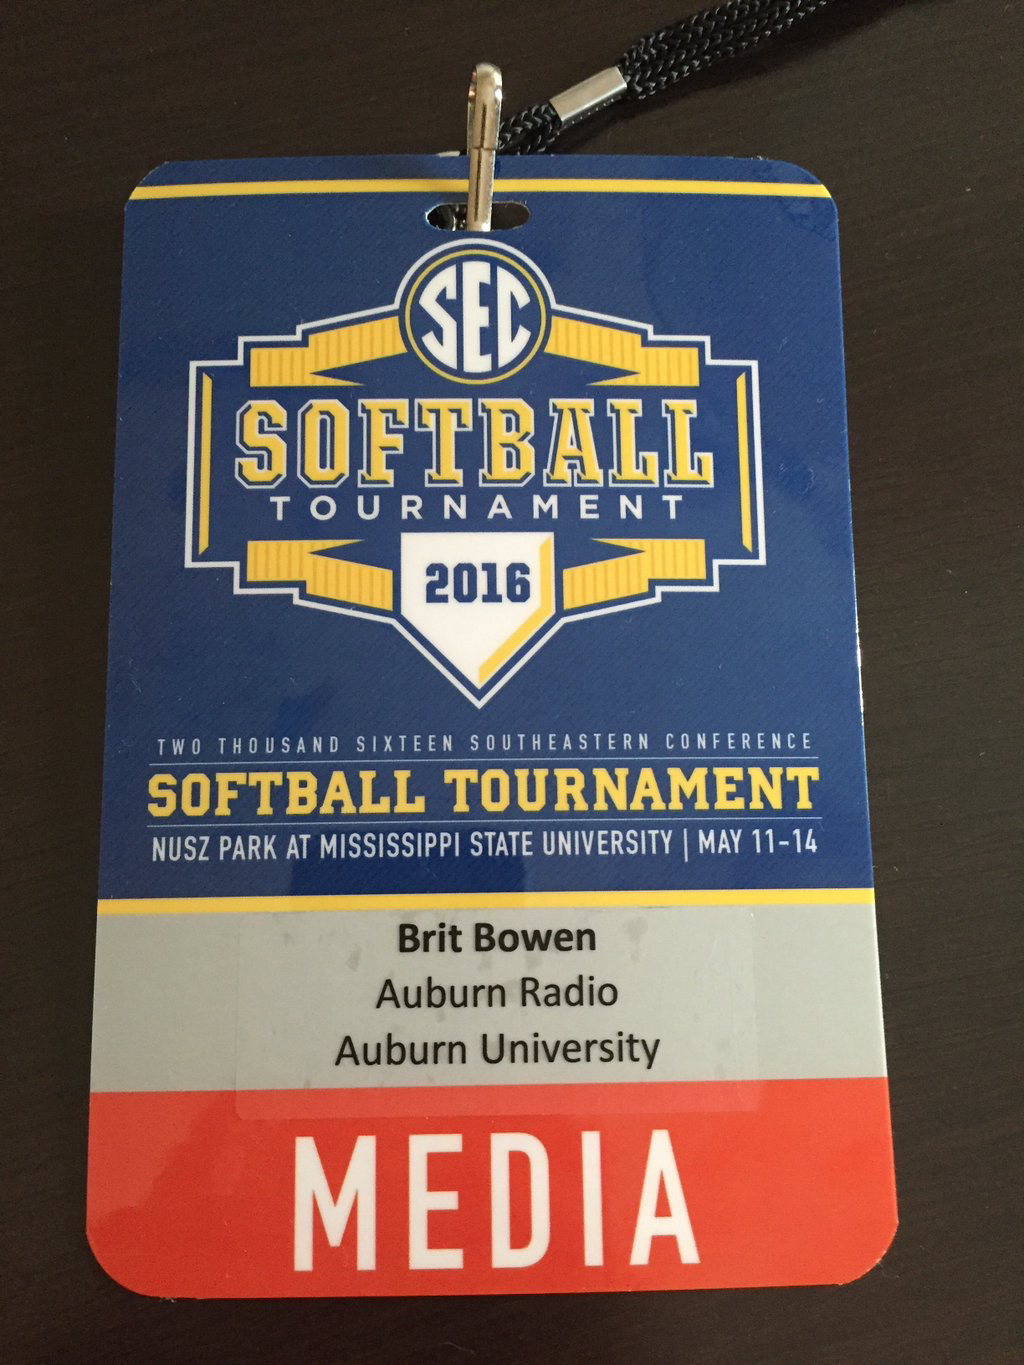 SEC
SOFTBALL
TOURNAMENT
2016
TWO THOUSAND SIXTEEN SOUTHEASTERN CONFERENCE
SOFTBALL TOURNAMENT
NUSZ PARK AT MISSISSIPPI STATE UNIVERSITY | MAY 11-14
Brit Bowen
Auburn Radio
Auburn University
MEDIA